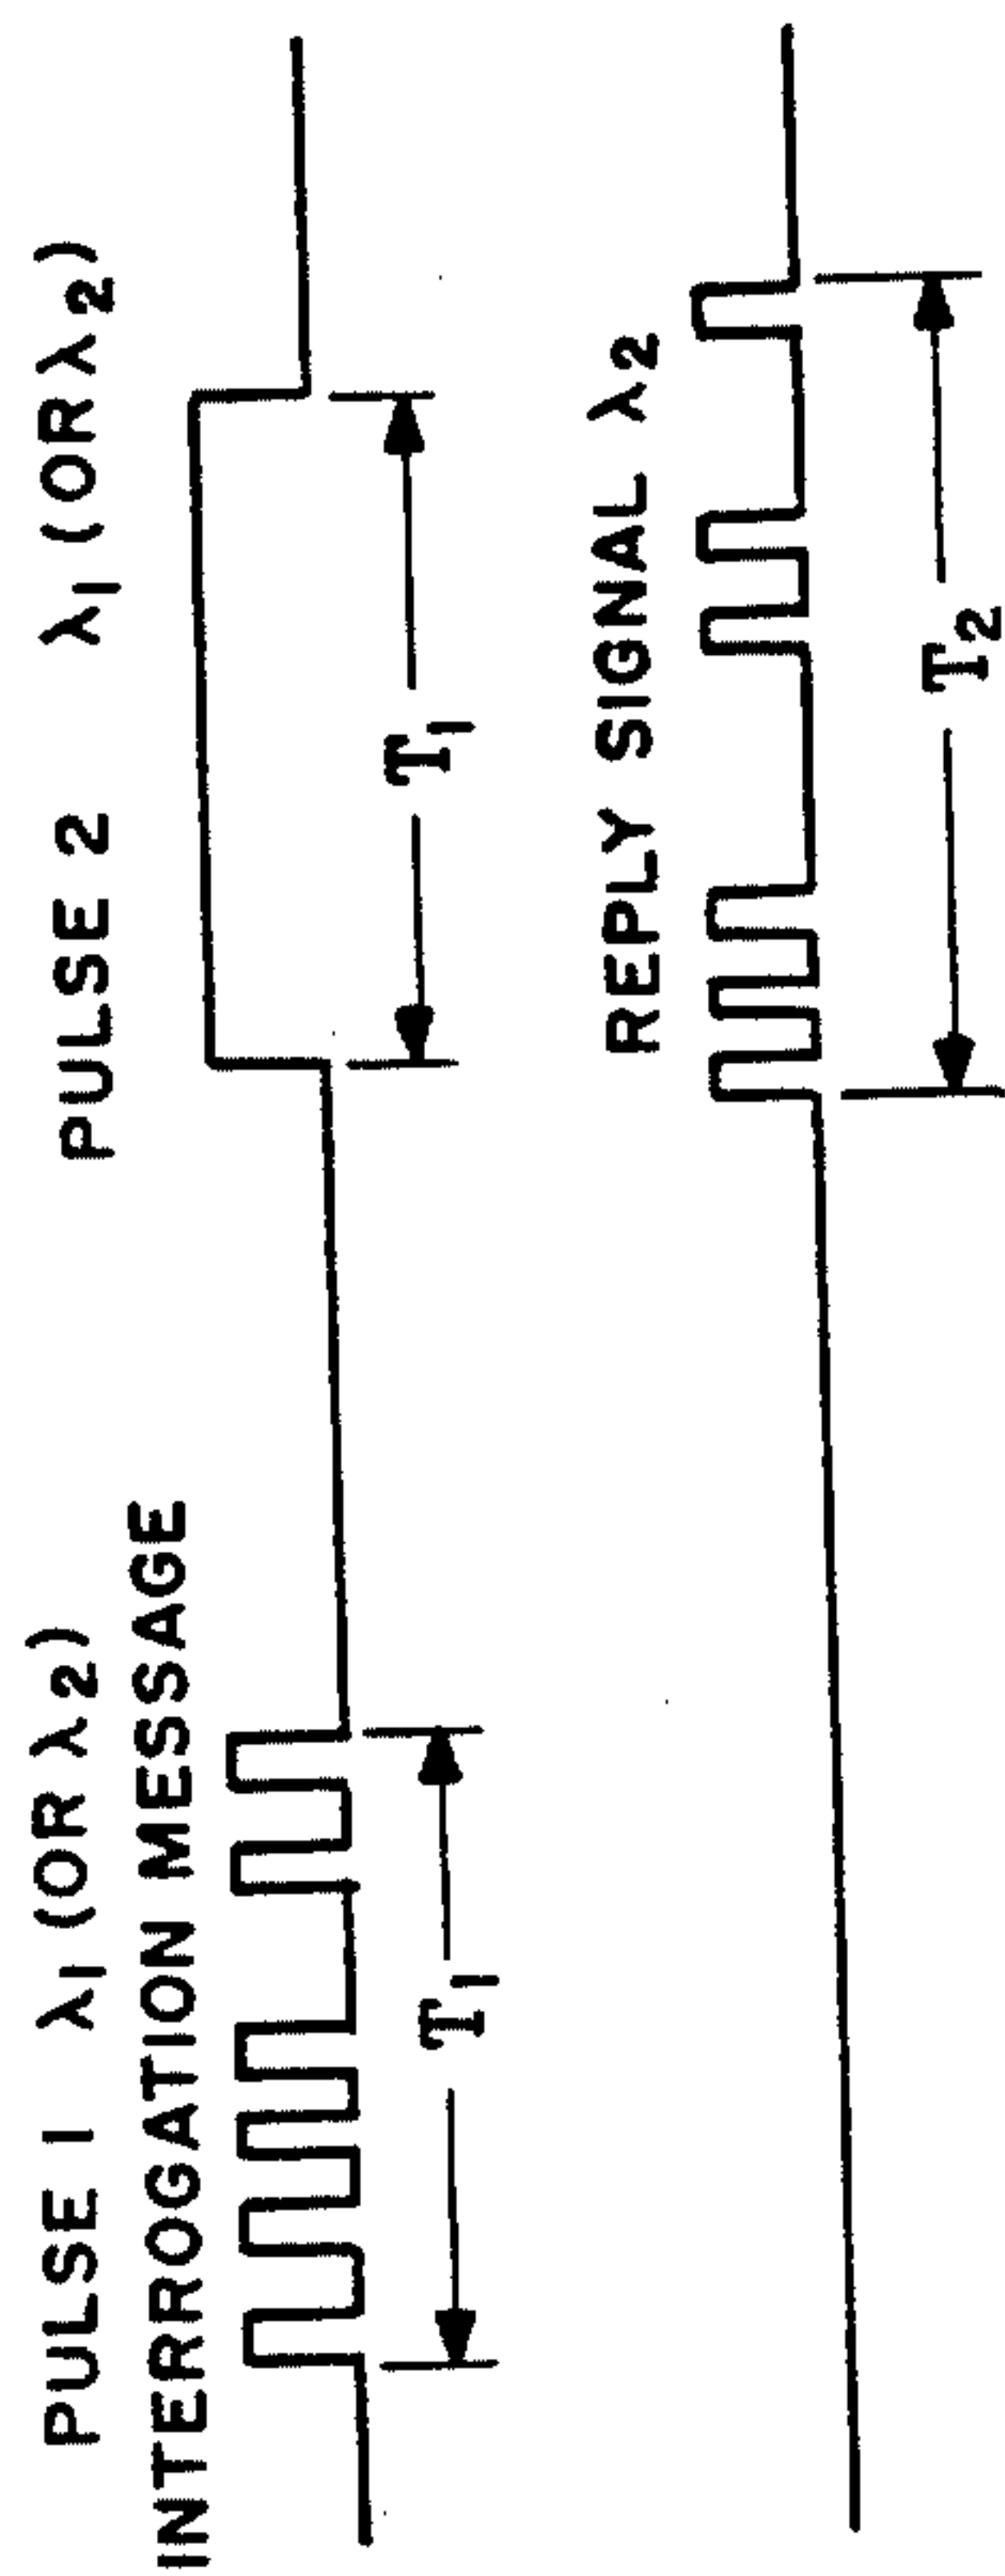 PULSE 1 λ₁ (OR λ₂)
INTERROGATION MESSAGE
T₁
PULSE 2 λ₁ (OR λ₂)
T₁
REPLY SIGNAL λ₂
T₂